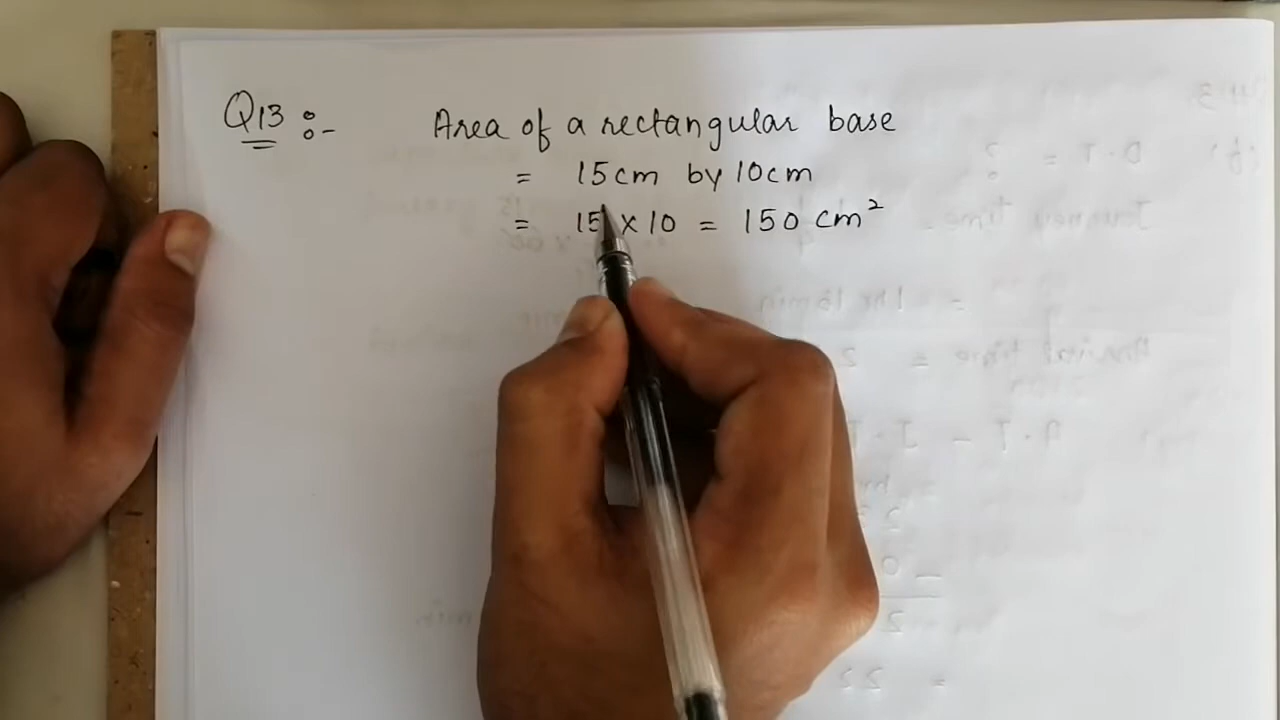 Q13 :- Area of a rectangular base
= 15cm by 10cm
= 15 x 10 = 150 cm²